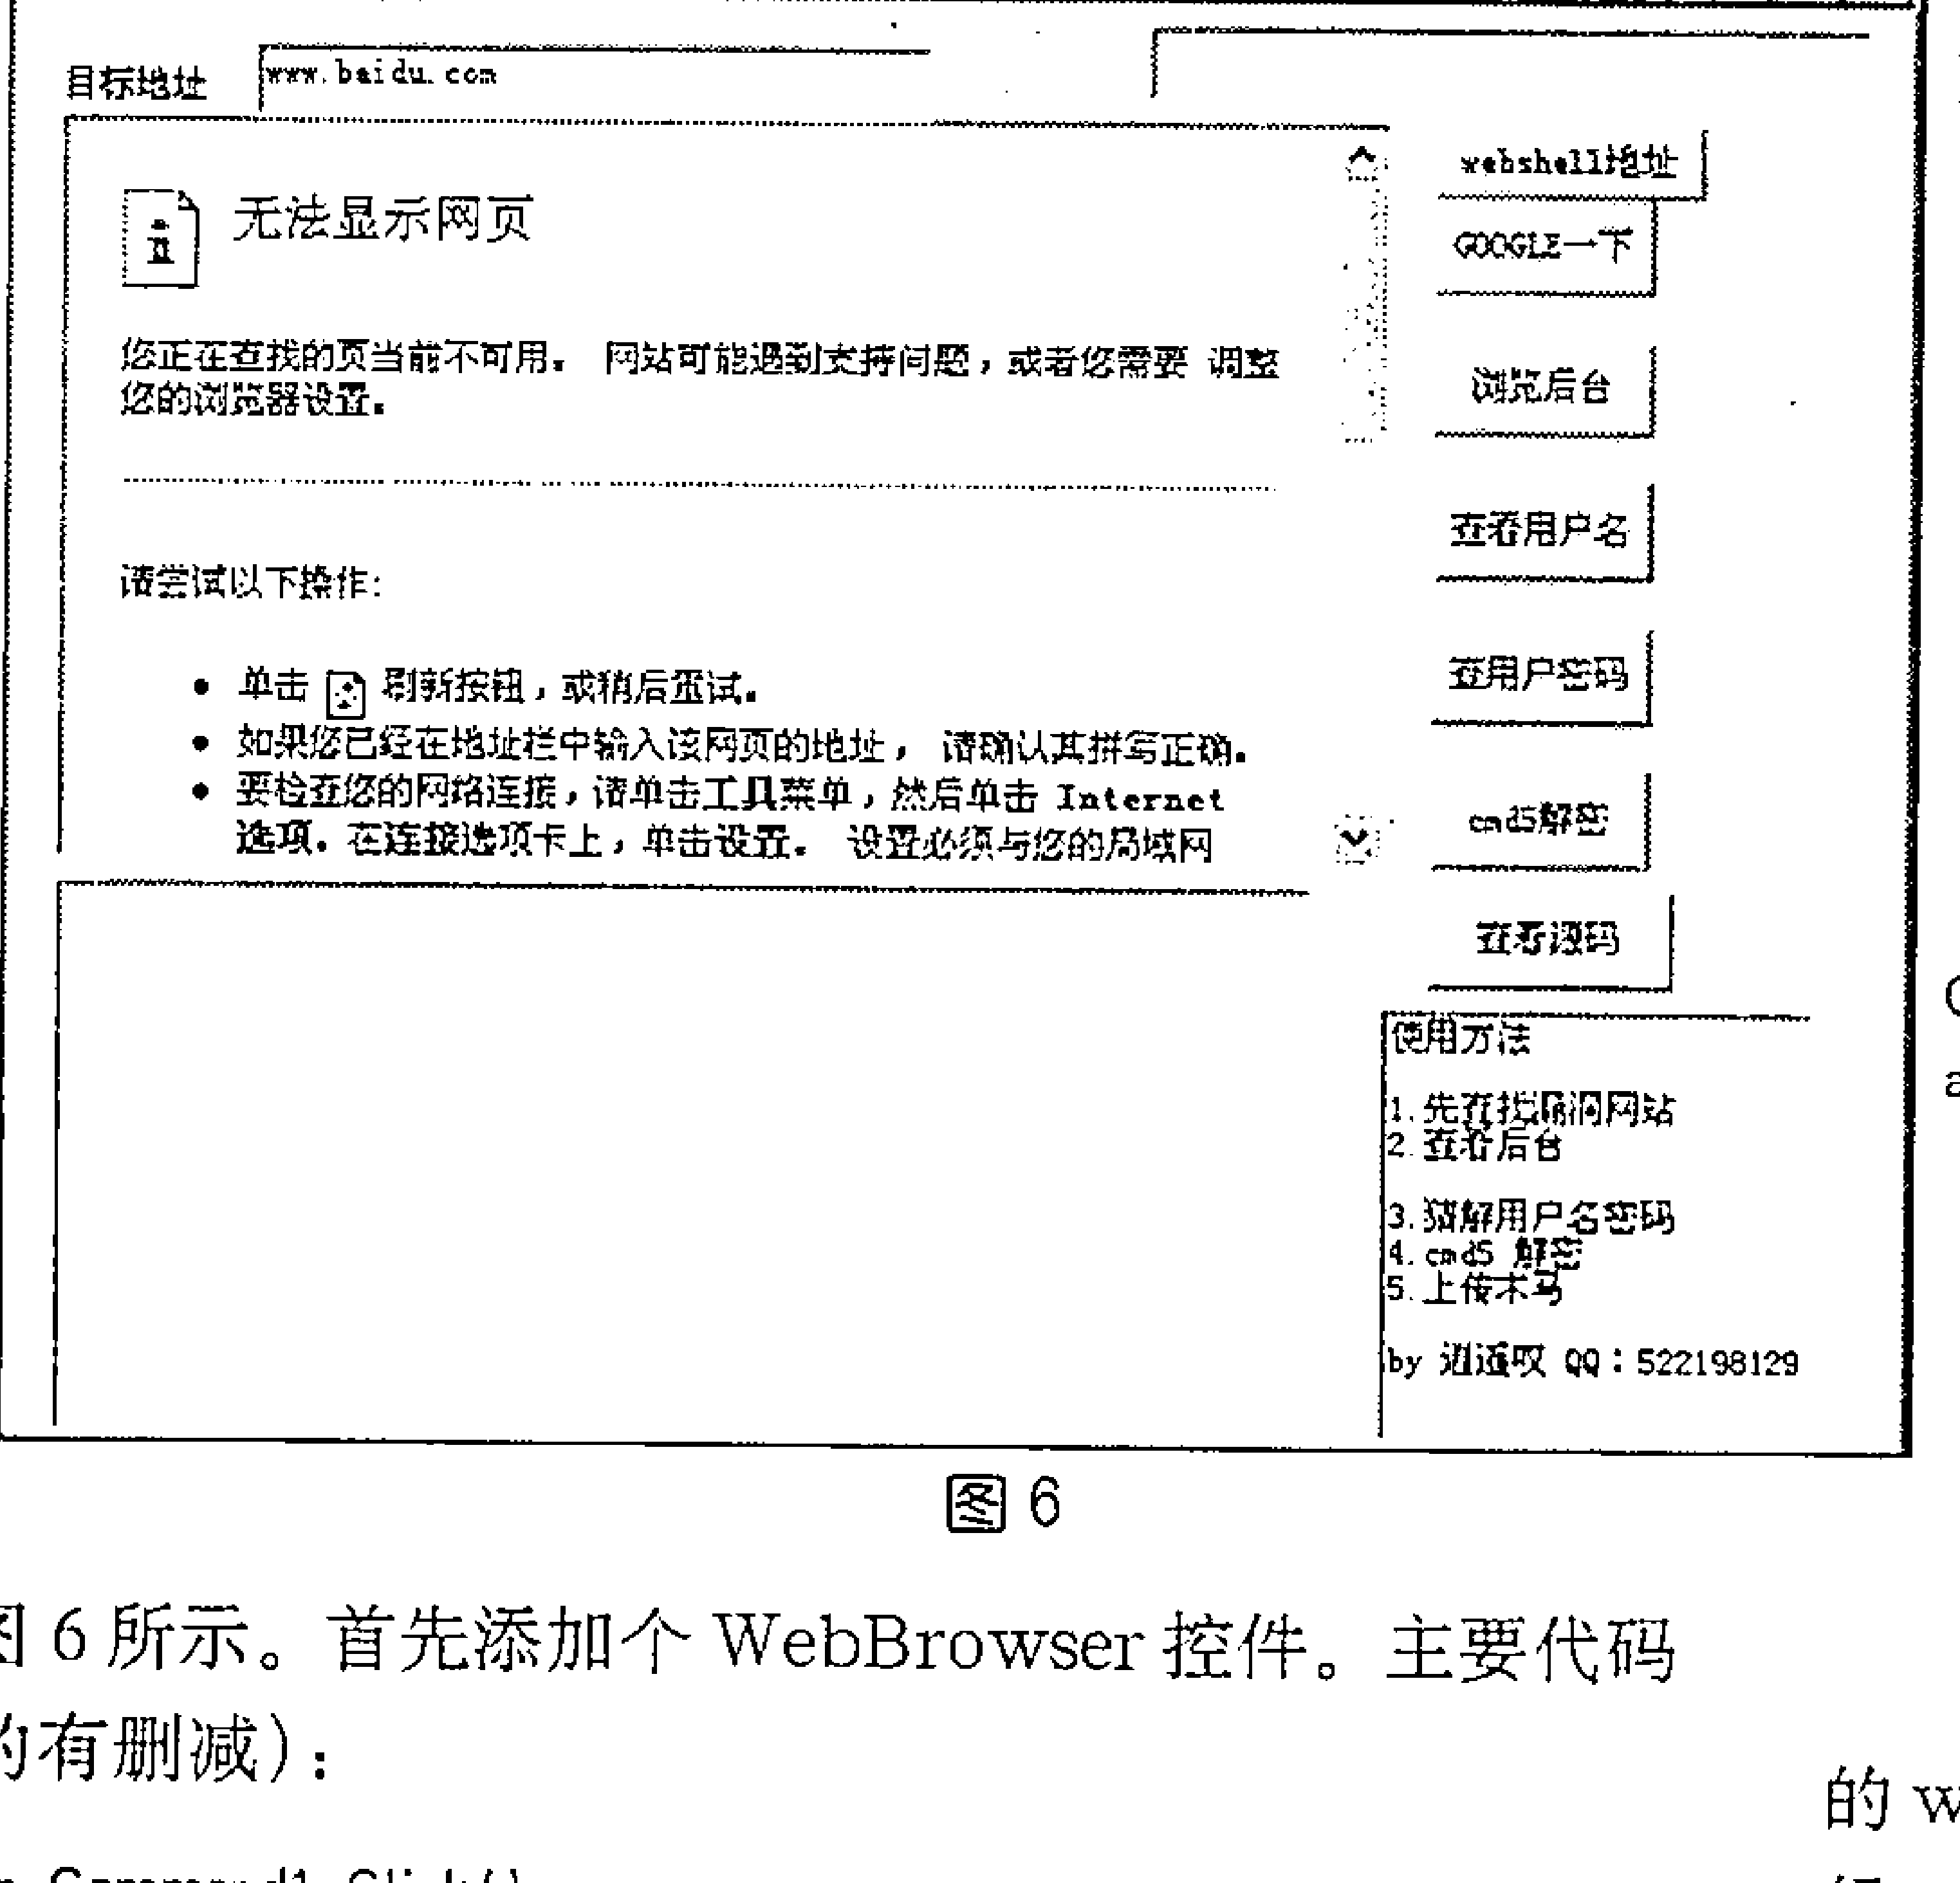 目标地址
www.baidu.com
webshell地址
无法显示网页
GOOGLE一下
您正在查找的页当前不可用。 网站可能遇到支持问题，或者您需要 调整
您的浏览器设置。
浏览后台
查看用户名
请尝试以下操作:
查用户密码
• 单击 刷新按钮，或稍后重试。
• 如果您已经在地址栏中输入该网页的地址， 请确认其拼写正确。
• 要检查您的网络连接，请单击工具菜单，然后单击 Internet
选项。在连接选项卡上，单击设置。 设置必须与您的局域网
cmd5解密
查看源码
使用方法
1.先在找漏洞网站
2.查看后台
3.猜解用户名密码
4.cmd5 解密
5.上传木马
by 逍遥叹 QQ：522198129
图 6
图 6 所示。首先添加个 WebBrowser 控件。主要代码
的有删减）：
的 w
Command1_Click()